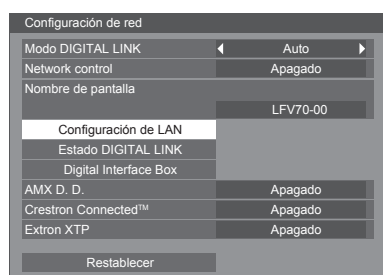 Configuración de red
Modo DIGITAL LINK Auto
Network control Apagado
Nombre de pantalla
LFV70-00
Configuración de LAN
Estado DIGITAL LINK
Digital Interface Box
AMX D. D. Apagado
Crestron Connected™ Apagado
Extron XTP Apagado
Restablecer